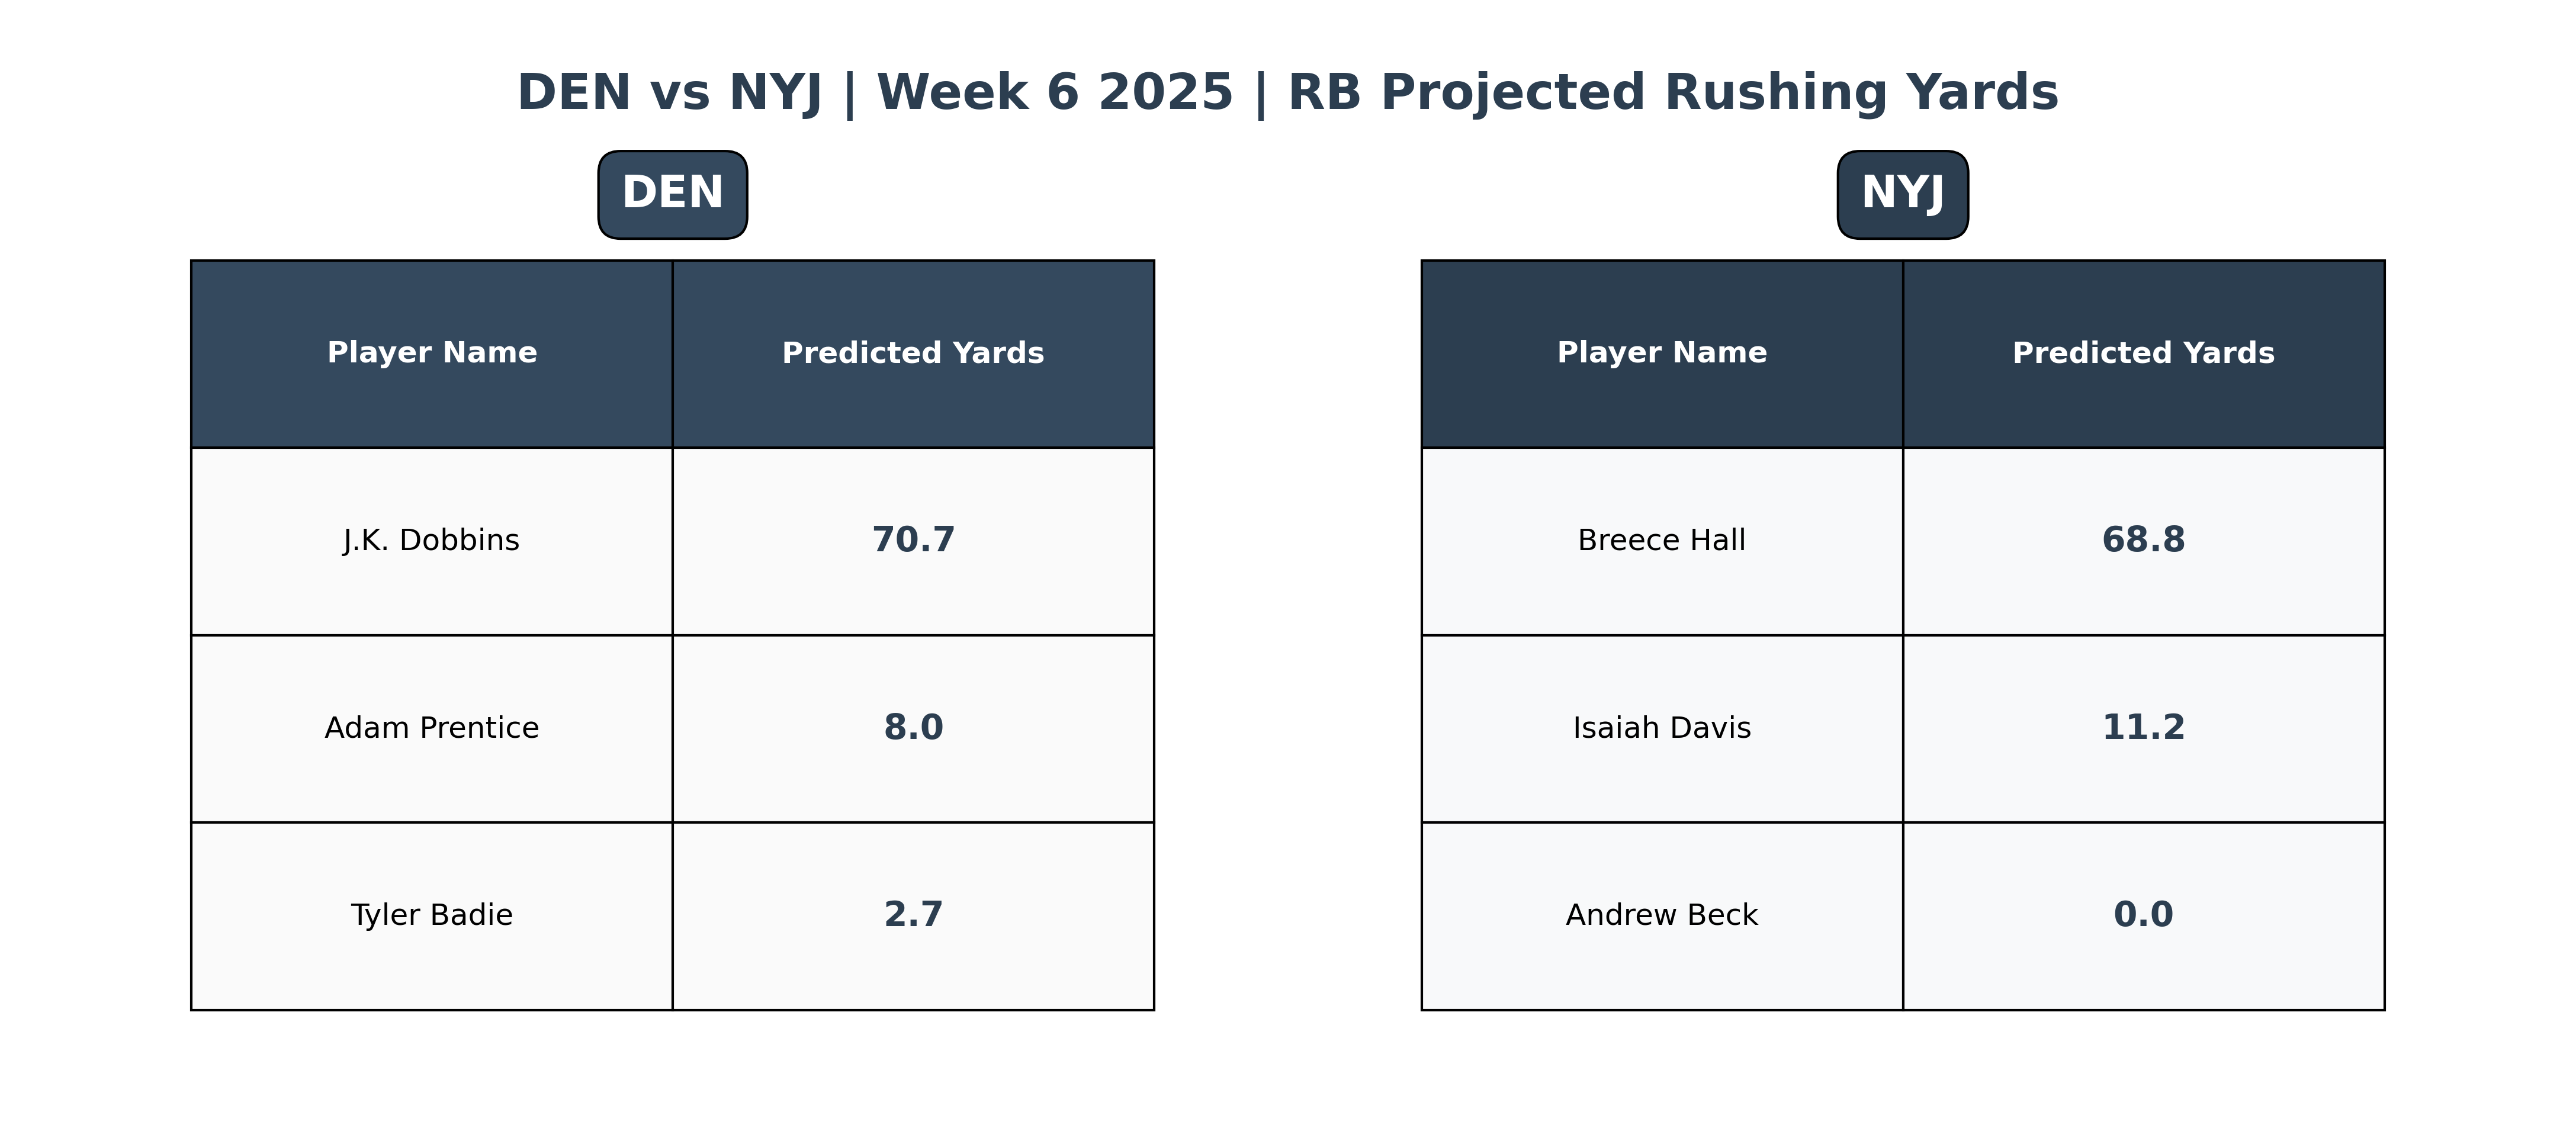 DEN vs NYJ | Week 6 2025 | RB Projected Rushing Yards
DEN
Player Name Predicted Yards
J.K. Dobbins 70.7
Adam Prentice 8.0
Tyler Badie 2.7
NYJ
Player Name Predicted Yards
Breece Hall 68.8
Isaiah Davis 11.2
Andrew Beck 0.0